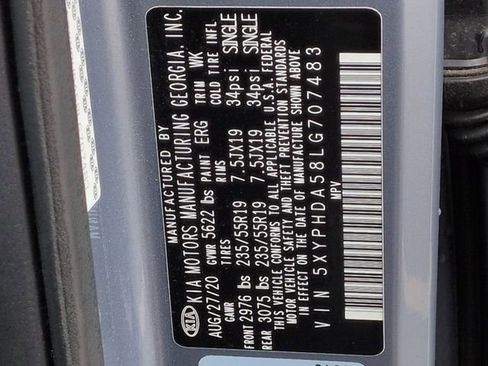 MANUFACTURED BY
KIA KIA MOTORS MANUFACTURING GEORGIA, INC.
AUG/27/20 GVWR 5622 lbs PAINT ERG TRIM WK
GAWR TIRES RIMS COLD TIRE INFL
FRONT 2976 lbs 235/55R19 7.5JX19 34psi SINGLE
REAR 3075 lbs 235/55R19 7.5JX19 34psi SINGLE
THIS VEHICLE CONFORMS TO ALL APPLICABLE U.S.A FEDERAL
MOTOR VEHICLE SAFETY AND THEFT PREVENTION STANDARDS
IN EFFECT ON THE DATE OF MANUFACTURE SHOWN ABOVE
VIN 5XYPHDA58LG707483
MPV